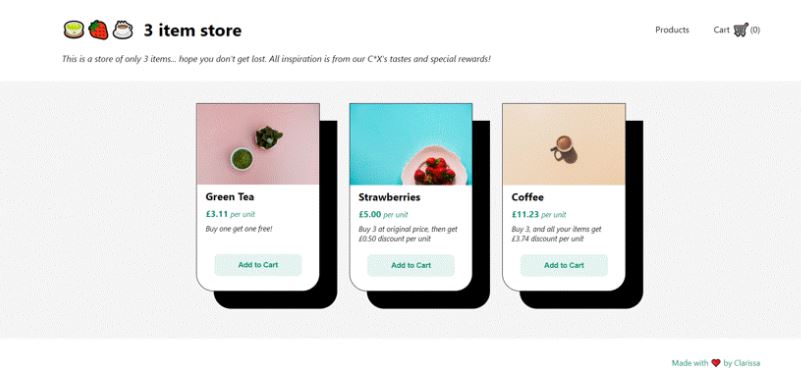 3 item store
Products
Cart (0)
This is a store of only 3 items... hope you don't get lost. All inspiration is from our C*X's tastes and special rewards!
Green Tea
£3.11 per unit
Buy one get one free!
Add to Cart
Strawberries
£5.00 per unit
Buy 3 at original price, then get
£0.50 discount per unit
Add to Cart
Coffee
£11.23 per unit
Buy 3, and all your items get
£3.74 discount per unit
Add to Cart
Made with ❤ by Clarissa